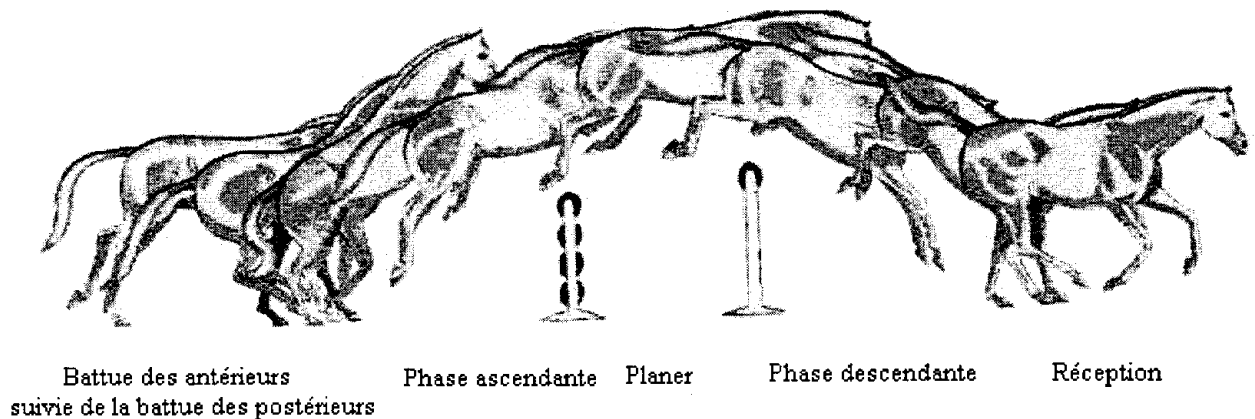 Battue des antérieurs
suivie de la battue des postérieurs
Phase ascendante
Planer
Phase descendante
Réception